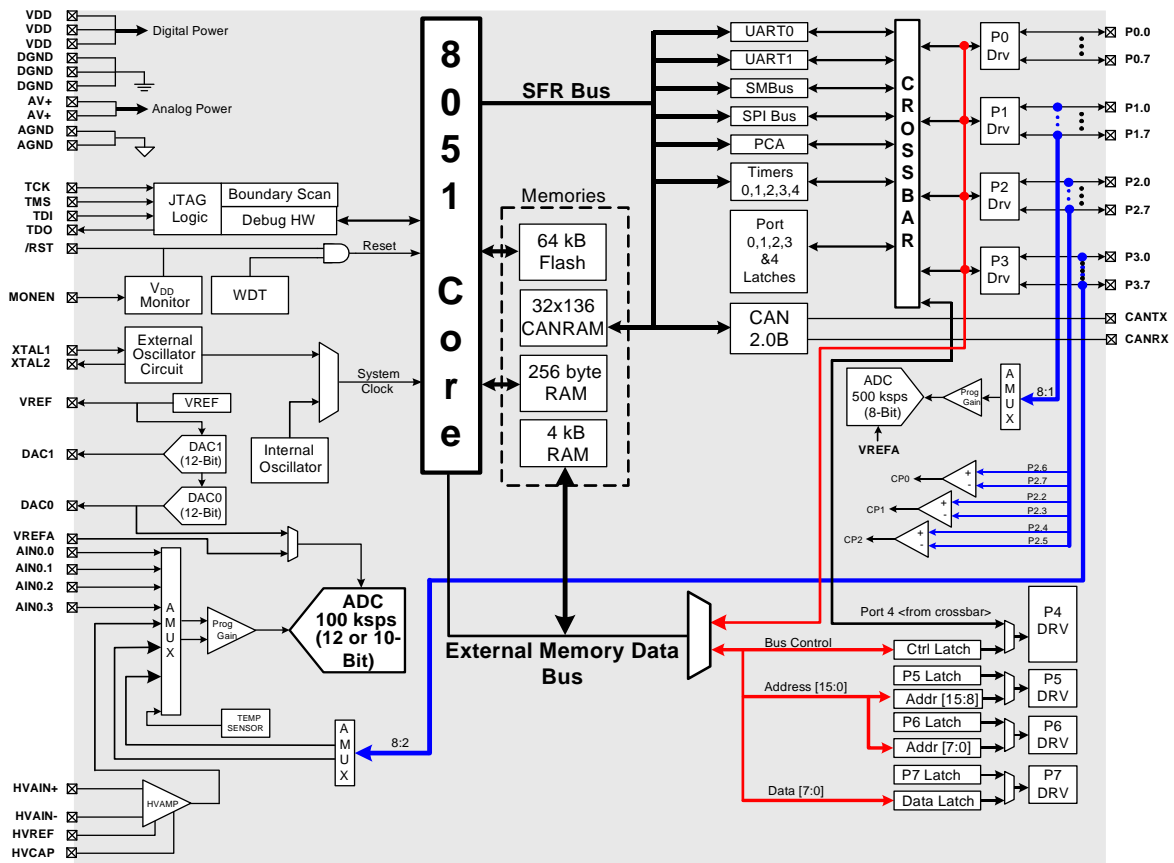 VDD
VDD
VDD
Digital Power
DGND
DGND
DGND
AV+
AV+
Analog Power
AGND
AGND
TCK
TMS
TDI
TDO
/RST
MONEN
XTAL1
XTAL2
VREF
DAC1
DAC0
VREFA
AIN0.0
AIN0.1
AIN0.2
AIN0.3
HVAIN+
HVAIN-
HVREF
HVCAP
JTAG
Logic
Boundary Scan
Debug HW
Reset
VDD
Monitor
WDT
External
Oscillator
Circuit
System
Clock
VREF
Internal
Oscillator
DAC1
(12-Bit)
DAC0
(12-Bit)
A
M
U
X
Prog
Gain
ADC
100 ksps
(12 or 10-
Bit)
TEMP
SENSOR
A
M
U
X
8:2
HVAMP
8
0
5
1
C
o
r
e
SFR Bus
Memories
64 kB
Flash
32x136
CANRAM
256 byte
RAM
4 kB
RAM
External Memory Data
Bus
UART0
UART1
SMBus
SPI Bus
PCA
Timers
0,1,2,3,4
Port
0,1,2,3
&4
Latches
CAN
2.0B
C
R
O
S
S
B
A
R
P0
Drv
P1
Drv
P2
Drv
P3
Drv
P0.0
P0.7
P1.0
P1.7
P2.0
P2.7
P3.0
P3.7
CANTX
CANRX
ADC
500 ksps
(8-Bit)
VREFA
Prog
Gain
A
M
U
X
8:1
CP0
+
-
P2.6
P2.7
CP1
+
-
P2.2
P2.3
CP2
+
-
P2.4
P2.5
Port 4 <from crossbar>
Bus Control
Ctrl Latch
P4
DRV
Address [15:0]
P5 Latch
Addr [15:8]
P5
DRV
P6 Latch
Addr [7:0]
P6
DRV
Data [7:0]
P7 Latch
Data Latch
P7
DRV